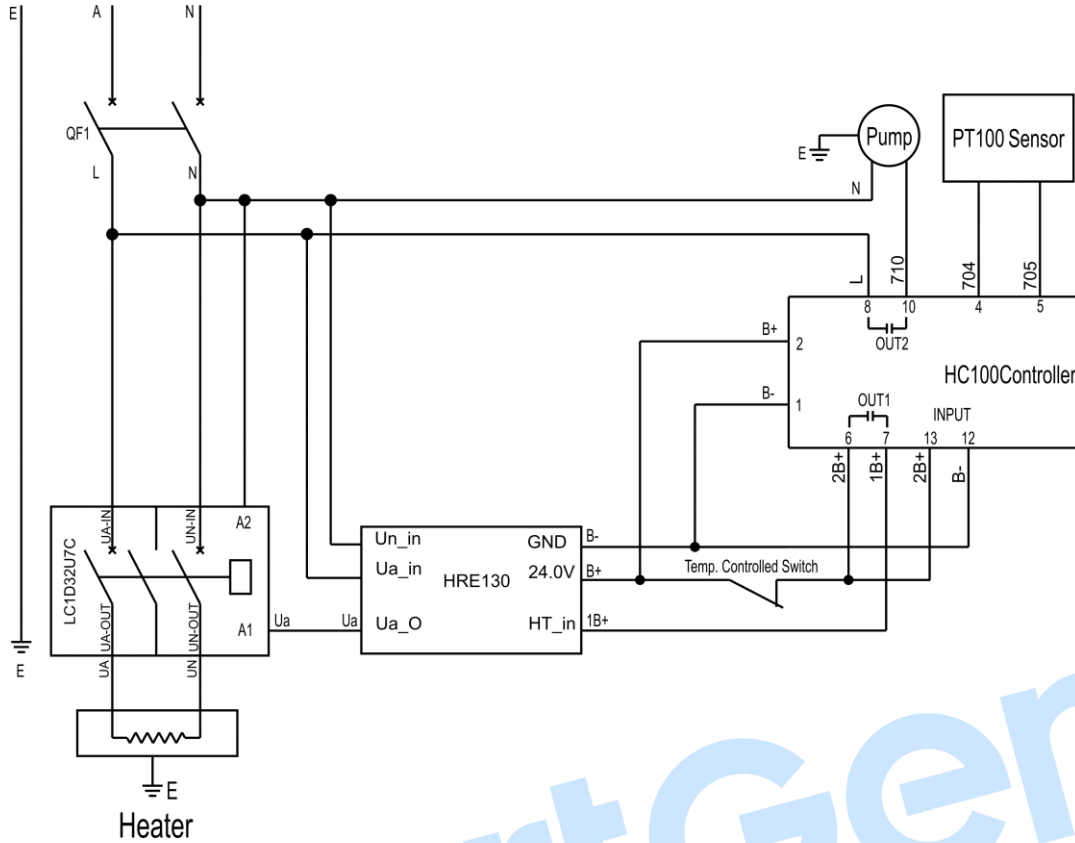 E
A
N
QF1
L
N
Pump
E
N
PT100 Sensor
L
710
704
705
8
10
4
5
OUT2
B+
2
HC100Controller
B-
1
OUT1
INPUT
6
7
13
12
2B+
1B+
2B+
B-
LC1D32U7C
UA-IN
UN-IN
A2
UA-OUT
UN-OUT
A1
Ua
Ua
UA
UN
Un_in
Ua_in
Ua_O
HRE130
GND
24.0V
HT_in
B-
B+
1B+
Temp. Controlled Switch
E
E
Heater
rtGen